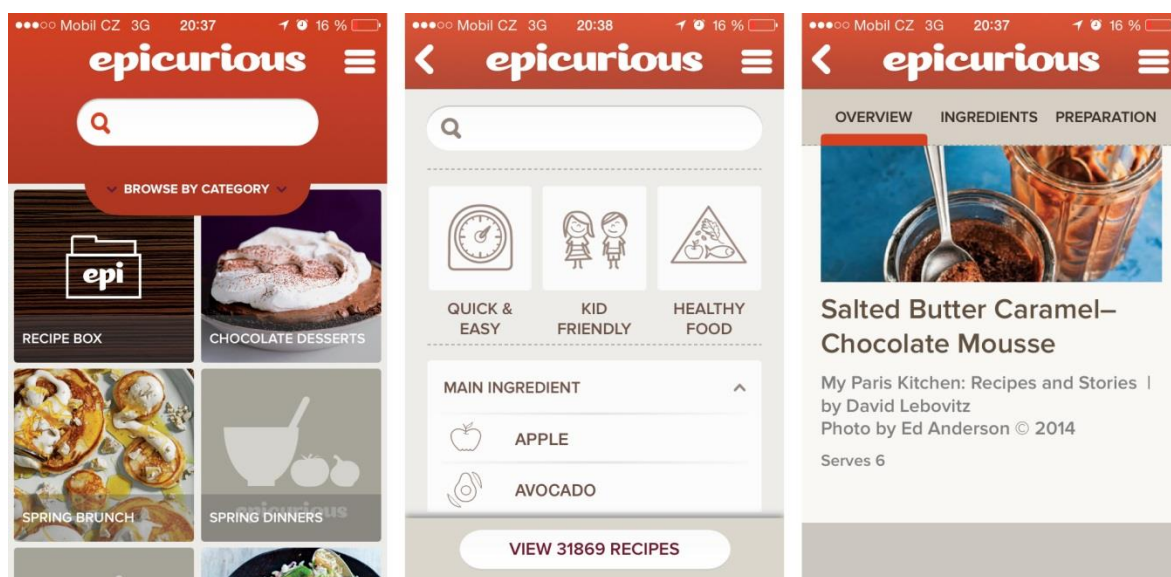 Mobil CZ 3G 20:37 16 %
epicurious
BROWSE BY CATEGORY
epi
RECIPE BOX
CHOCOLATE DESSERTS
SPRING BRUNCH
epicurious
SPRING DINNERS
Mobil CZ 3G 20:38 16 %
epicurious
QUICK &
EASY
KID
FRIENDLY
HEALTHY
FOOD
MAIN INGREDIENT
APPLE
AVOCADO
VIEW 31869 RECIPES
Mobil CZ 3G 20:37 16 %
epicurious
OVERVIEW INGREDIENTS PREPARATION
Salted Butter Caramel–
Chocolate Mousse
My Paris Kitchen: Recipes and Stories |
by David Lebovitz
Photo by Ed Anderson © 2014
Serves 6